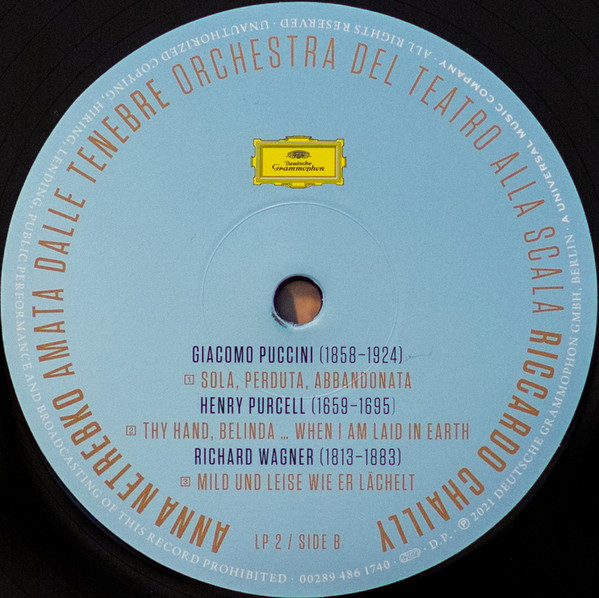 ANNA NETREBKO AMATA DALLE TENEBRE ORCHESTRA DEL TEATRO ALLA SCALA RICCARDO CHAILLY
Deutsche
Grammophon
GIACOMO PUCCINI (1858–1924)
1 SOLA, PERDUTA, ABBANDONATA
HENRY PURCELL (1659–1695)
2 THY HAND, BELINDA ... WHEN I AM LAID IN EARTH
RICHARD WAGNER (1813–1883)
3 MILD UND LEISE WIE ER LÄCHELT
LP 2 / SIDE B
℗ 2021 DEUTSCHE GRAMMOPHON GMBH, BERLIN · A UNIVERSAL MUSIC COMPANY · ALL RIGHTS RESERVED · UNAUTHORIZED COPYING, HIRING, LENDING, PUBLIC PERFORMANCE AND BROADCASTING OF THIS RECORD PROHIBITED · 00289 486 1740 · D.P.